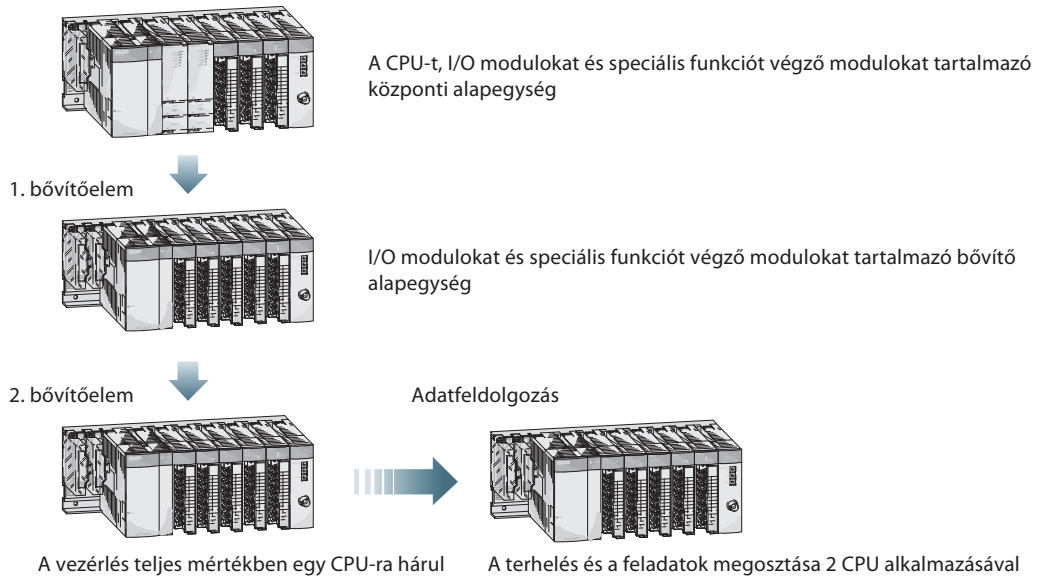 A CPU-t, I/O modulokat és speciális funkciót végző modulokat tartalmazó
központi alapegység
1. bővítőelem
I/O modulokat és speciális funkciót végző modulokat tartalmazó bővítő
alapegység
2. bővítőelem
Adatfeldolgozás
A vezérlés teljes mértékben egy CPU-ra hárul
A terhelés és a feladatok megosztása 2 CPU alkalmazásával